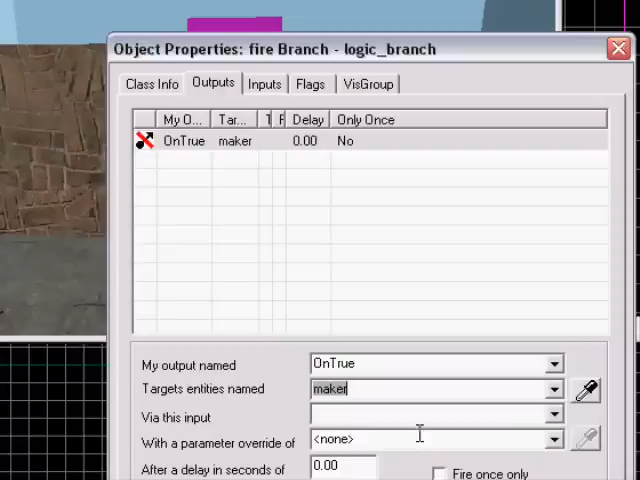 Object Properties: fire Branch - logic_branch
Class Info Outputs Inputs Flags VisGroup
My O... Tar... Delay Only Once
OnTrue maker 0.00 No
My output named OnTrue
Targets entities named maker
Via this input
With a parameter override of <none>
After a delay in seconds of 0.00 Fire once only